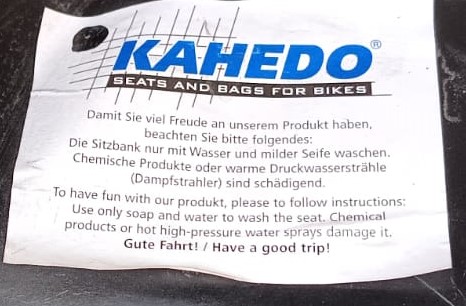 KAHEDO®
SEATS AND BAGS FOR BIKES
Damit Sie viel Freude an unserem Produkt haben,
beachten Sie bitte folgendes:
Die Sitzbank nur mit Wasser und milder Seife waschen.
Chemische Produkte oder warme Druckwassersträhle
(Dampfstrahler) sind schädigend.
To have fun with our product, please to follow instructions:
Use only soap and water to wash the seat. Chemical
products or hot high-pressure water sprays damage it.
Gute Fahrt! / Have a good trip!